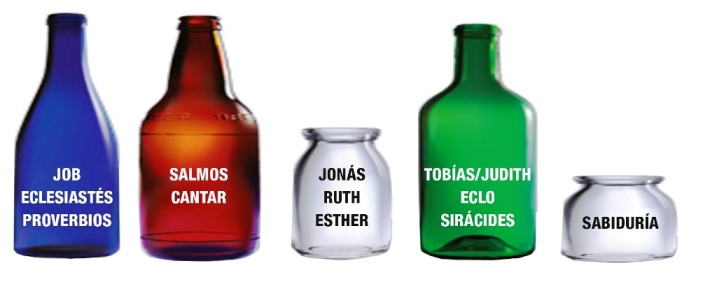 JOB
ECLESIASTÉS
PROVERBIOS
SALMOS
CANTAR
JONÁS
RUTH
ESTHER
TOBÍAS/JUDITH
ECLO
SIRÁCIDES
SABIDURÍA